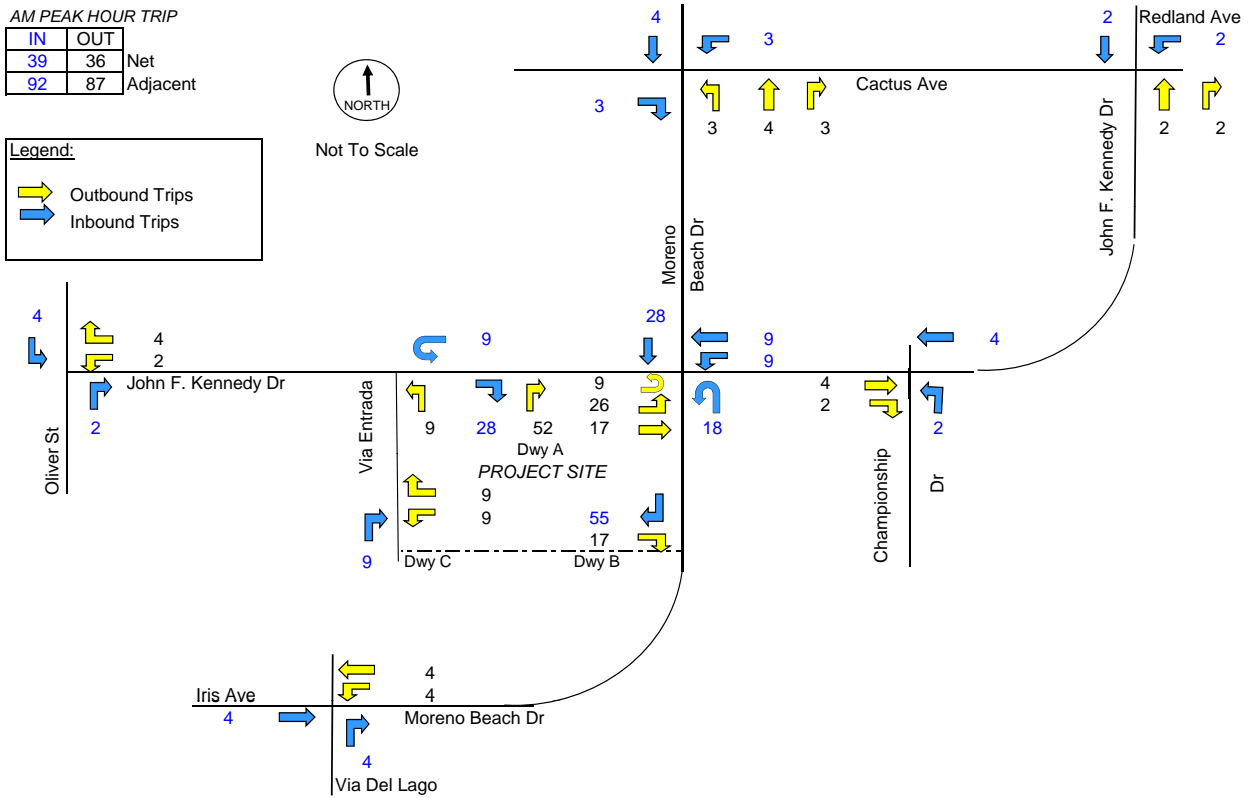 AM PEAK HOUR TRIP
IN OUT
39 36 Net
92 87 Adjacent
Legend:
Outbound Trips
Inbound Trips
NORTH
Not To Scale
4
3
2
Redland Ave
2
Cactus Ave
3
3 4 3
2 2
John F. Kennedy Dr
Moreno
Beach Dr
4
4
2
John F. Kennedy Dr
2
Oliver St
9
28
9
9
4
Via Entrada
9 28 52
Dwy A
9
26
17
18
4
2
2
Championship
Dr
PROJECT SITE
9
9
55
17
9
Dwy C
Dwy B
4
4
Iris Ave
4
Moreno Beach Dr
4
Via Del Lago